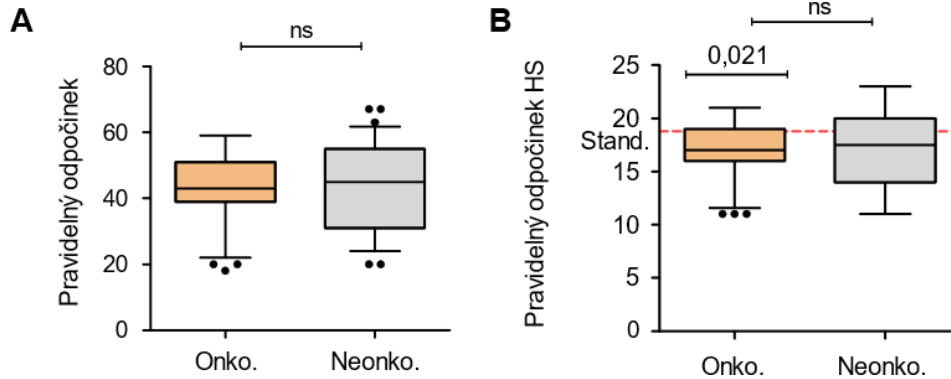 A
ns
Pravidelný odpočinek
80
60
40
20
0
Onko.
Neonko.
B
ns
0,021
Pravidelný odpočinek HS
25
20
Stand.
15
10
5
0
Onko.
Neonko.